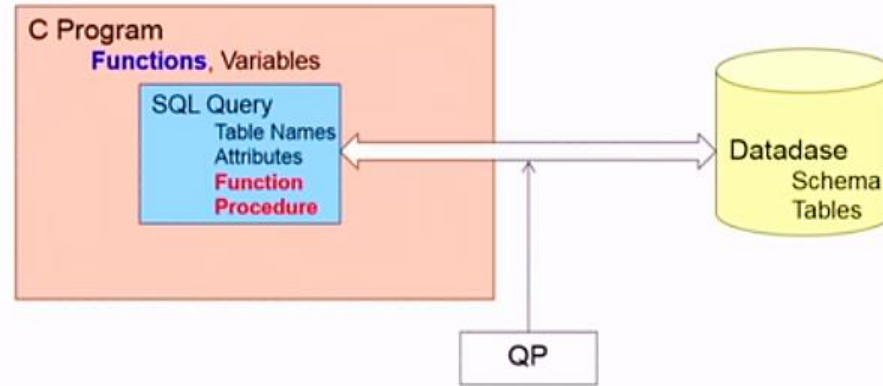 C Program
Functions, Variables
SQL Query
Table Names
Attributes
Function
Procedure
Datadase
Schema
Tables
QP